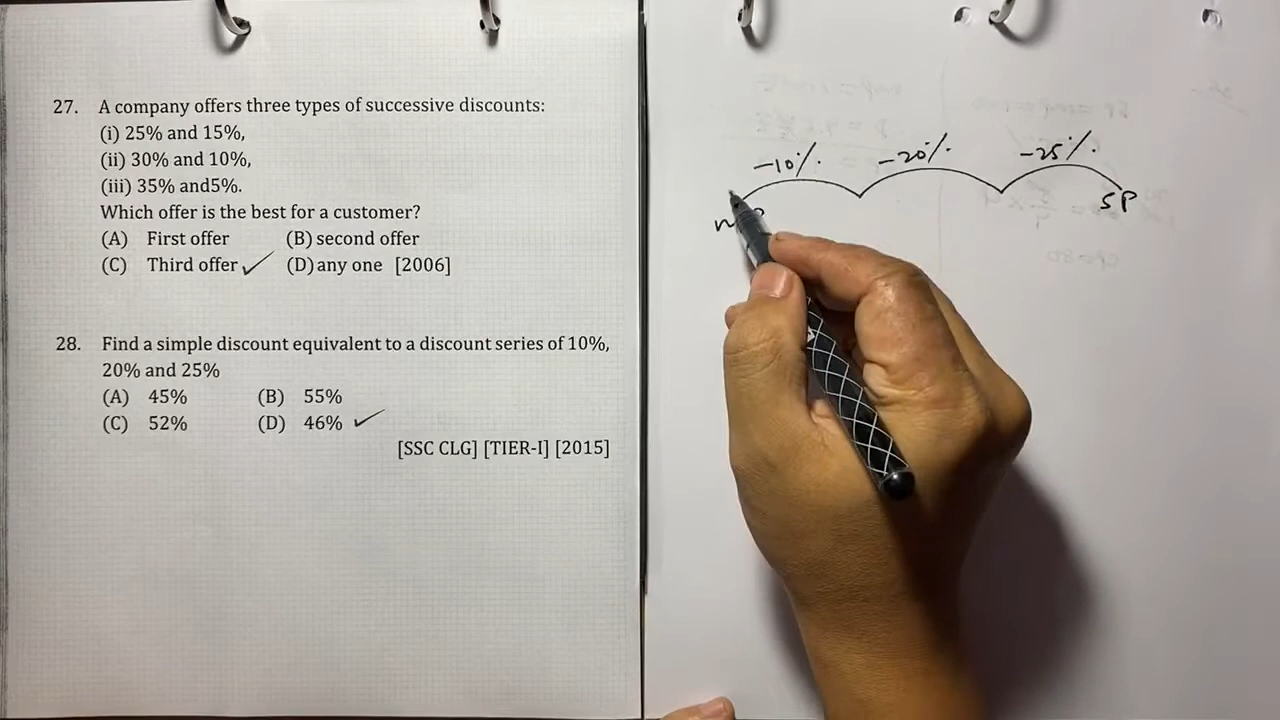 27. A company offers three types of successive discounts:
(i) 25% and 15%,
(ii) 30% and 10%,
(iii) 35% and5%.
Which offer is the best for a customer?
(A) First offer (B) second offer
(C) Third offer (D) any one [2006]
28. Find a simple discount equivalent to a discount series of 10%,
20% and 25%
(A) 45% (B) 55%
(C) 52% (D) 46%
[SSC CLG] [TIER-I] [2015]
-10% -20% -25%
SP